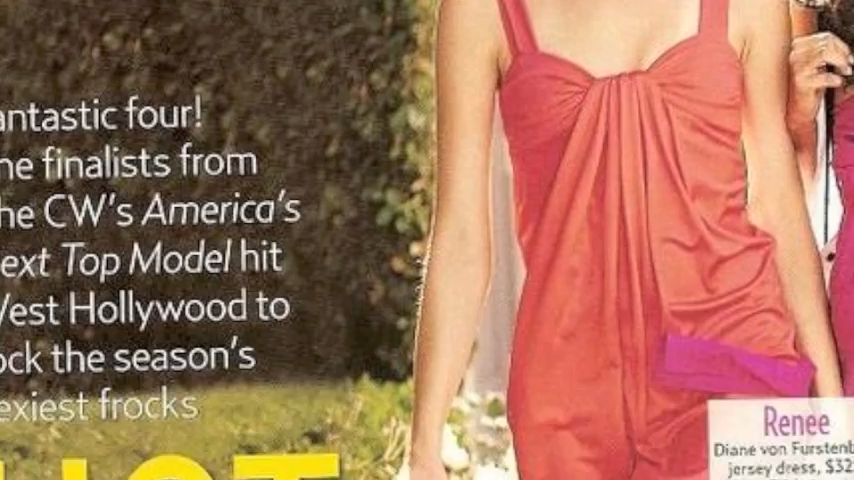 antastic four!
he finalists from
he CW's America's
ext Top Model hit
Vest Hollywood to
ock the season's
exiest frocks
Renee
Diane von Furstenb
jersey dress, $32